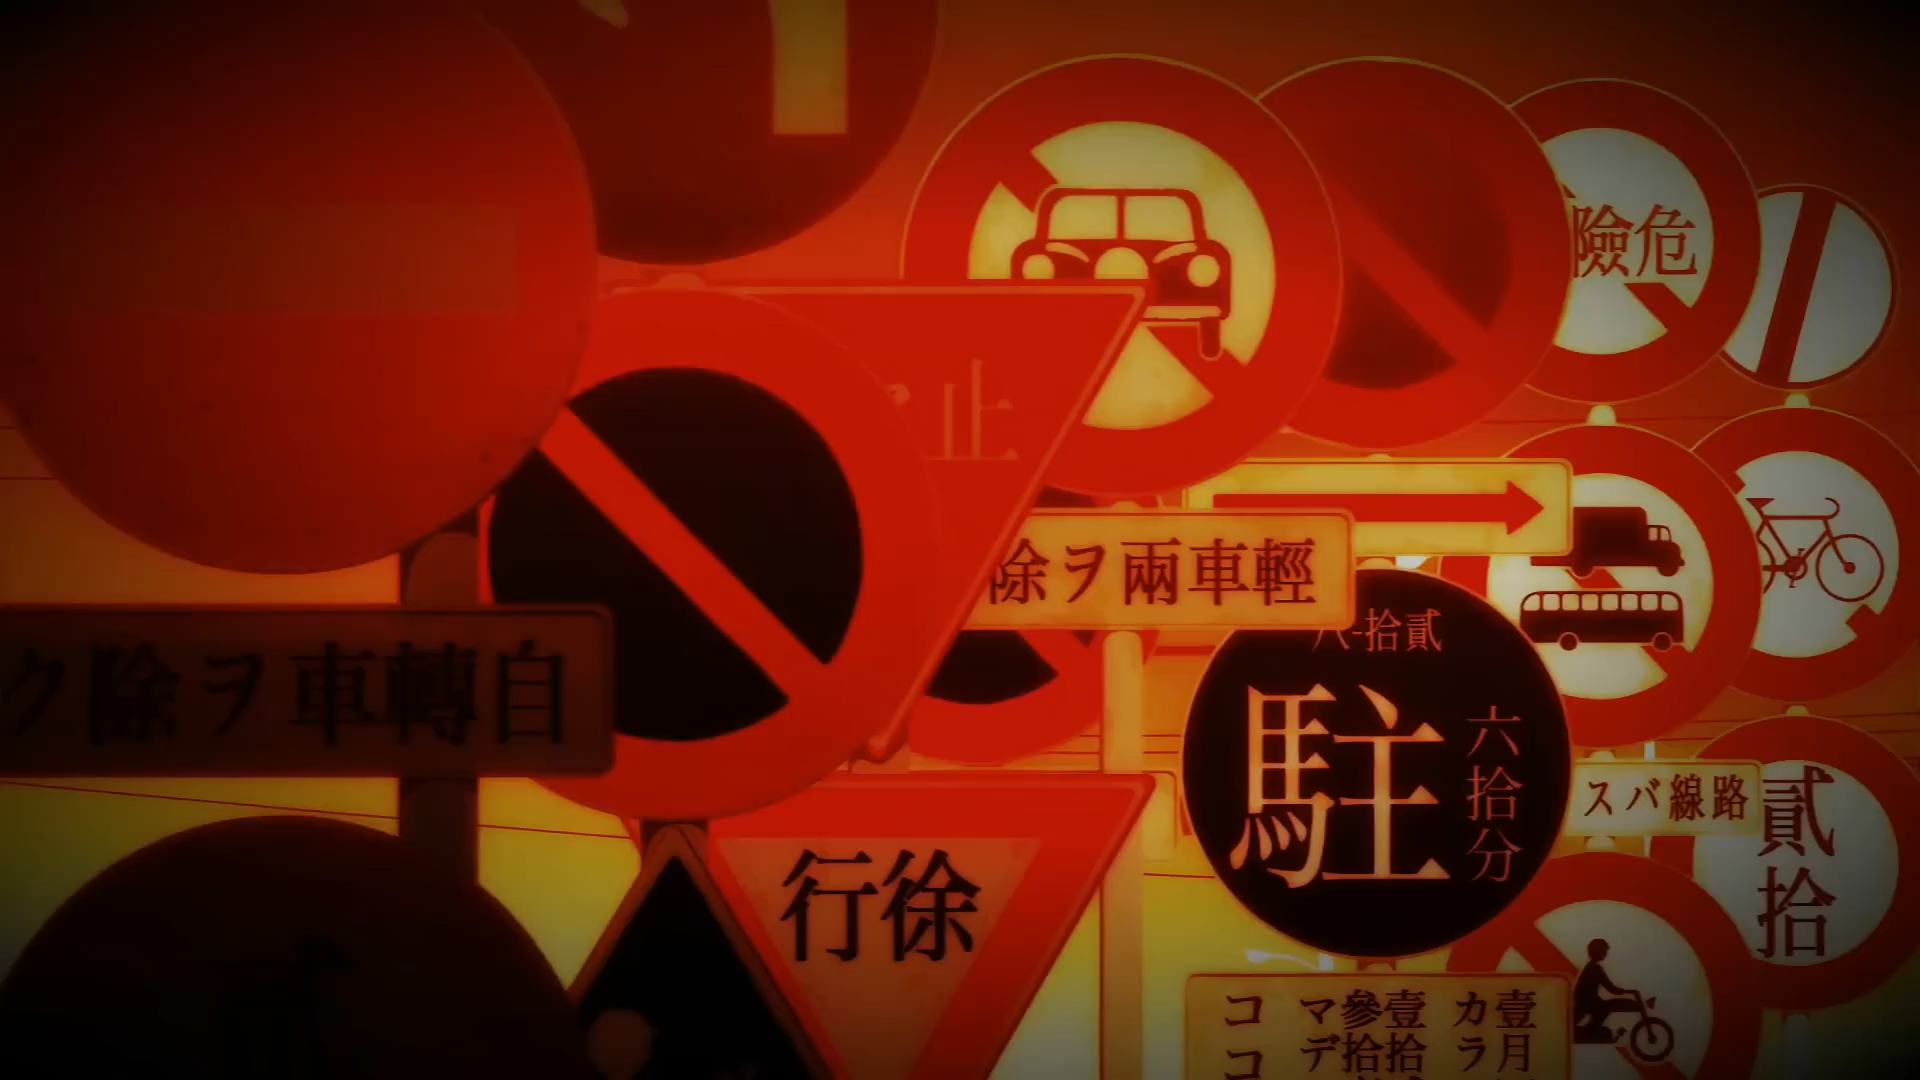 危險
止
輕車兩ヲ除
自轉車ヲ除ク
貳拾-八
駐
六拾分
路線バス
貳拾
徐行
壹月
カラ
壹拾
參拾
マデ
ココ